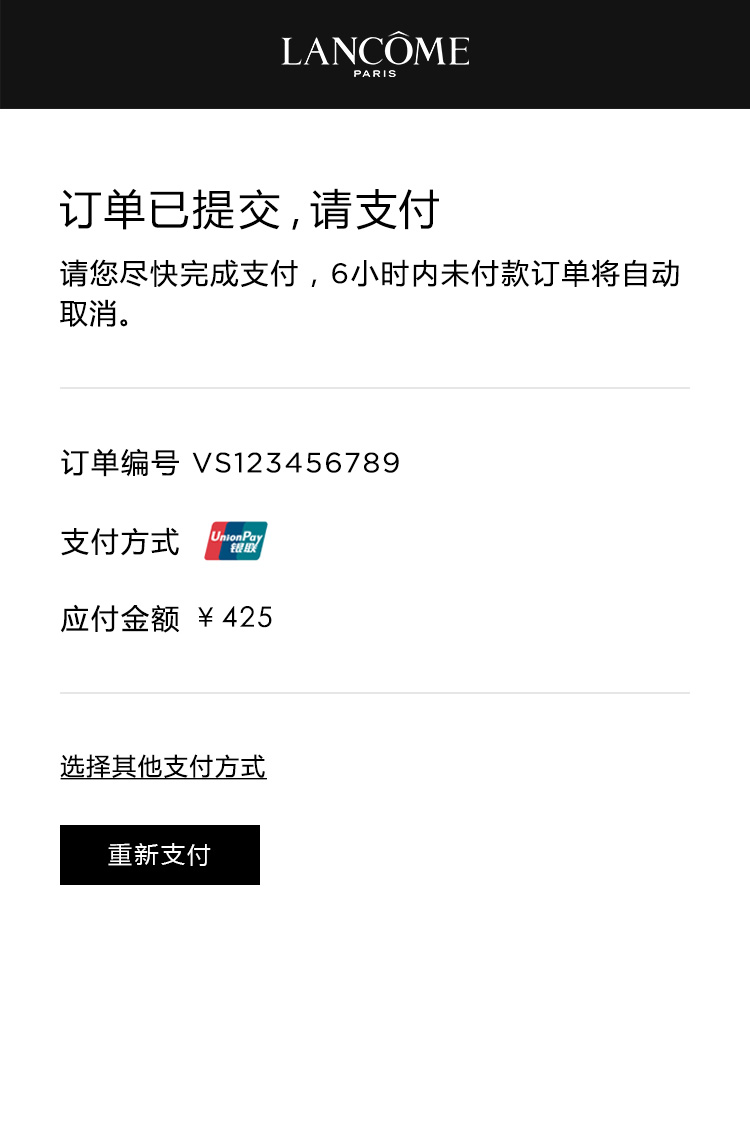 LANCÔME
PARIS
订单已提交,请支付
请您尽快完成支付，6小时内未付款订单将自动
取消。
订单编号 VS123456789
支付方式 UnionPay 银联
应付金额 ¥ 425
选择其他支付方式
重新支付